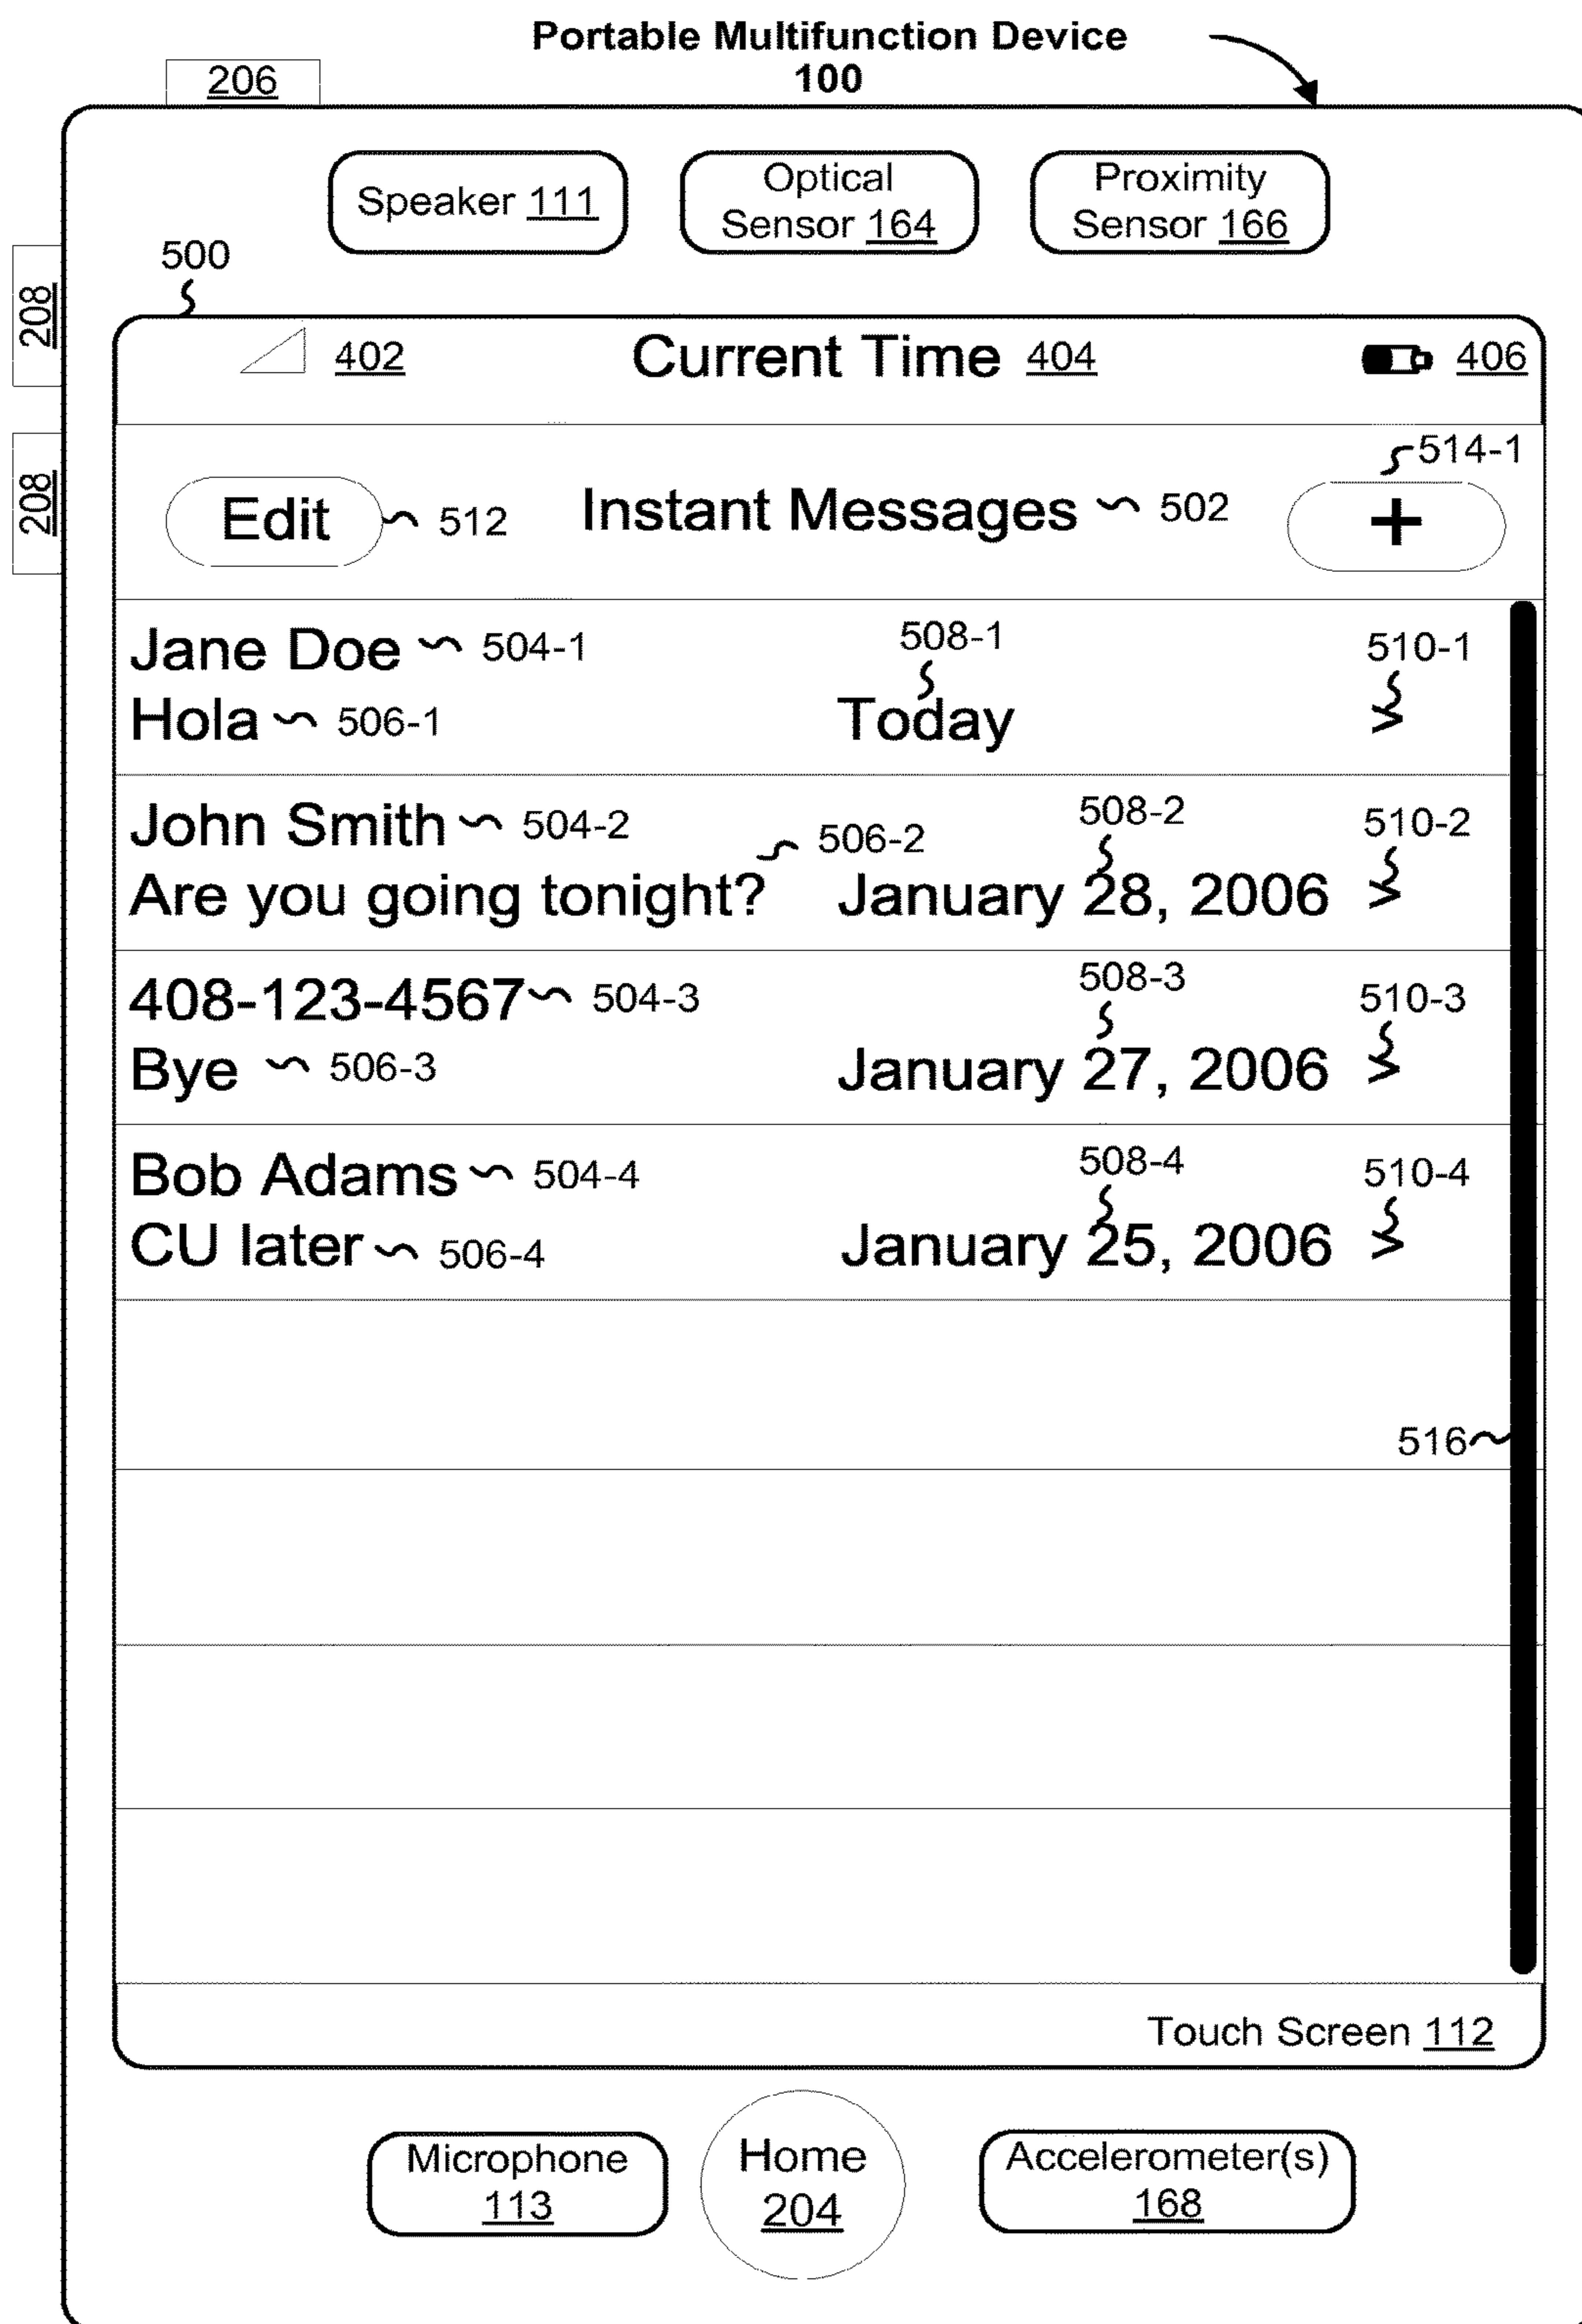 Portable Multifunction Device
100
206
Speaker 111
Optical
Sensor 164
Proximity
Sensor 166
208
500
402
Current Time 404
406
208
514-1
Edit
512
Instant Messages
502
+
Jane Doe
504-1
508-1
510-1
Hola
506-1
Today
>
John Smith
504-2
506-2
508-2
510-2
Are you going tonight?
January 28, 2006
>
408-123-4567
504-3
508-3
510-3
Bye
506-3
January 27, 2006
>
Bob Adams
504-4
508-4
510-4
CU later
506-4
January 25, 2006
>
516
Touch Screen 112
Microphone
113
Home
204
Accelerometer(s)
168